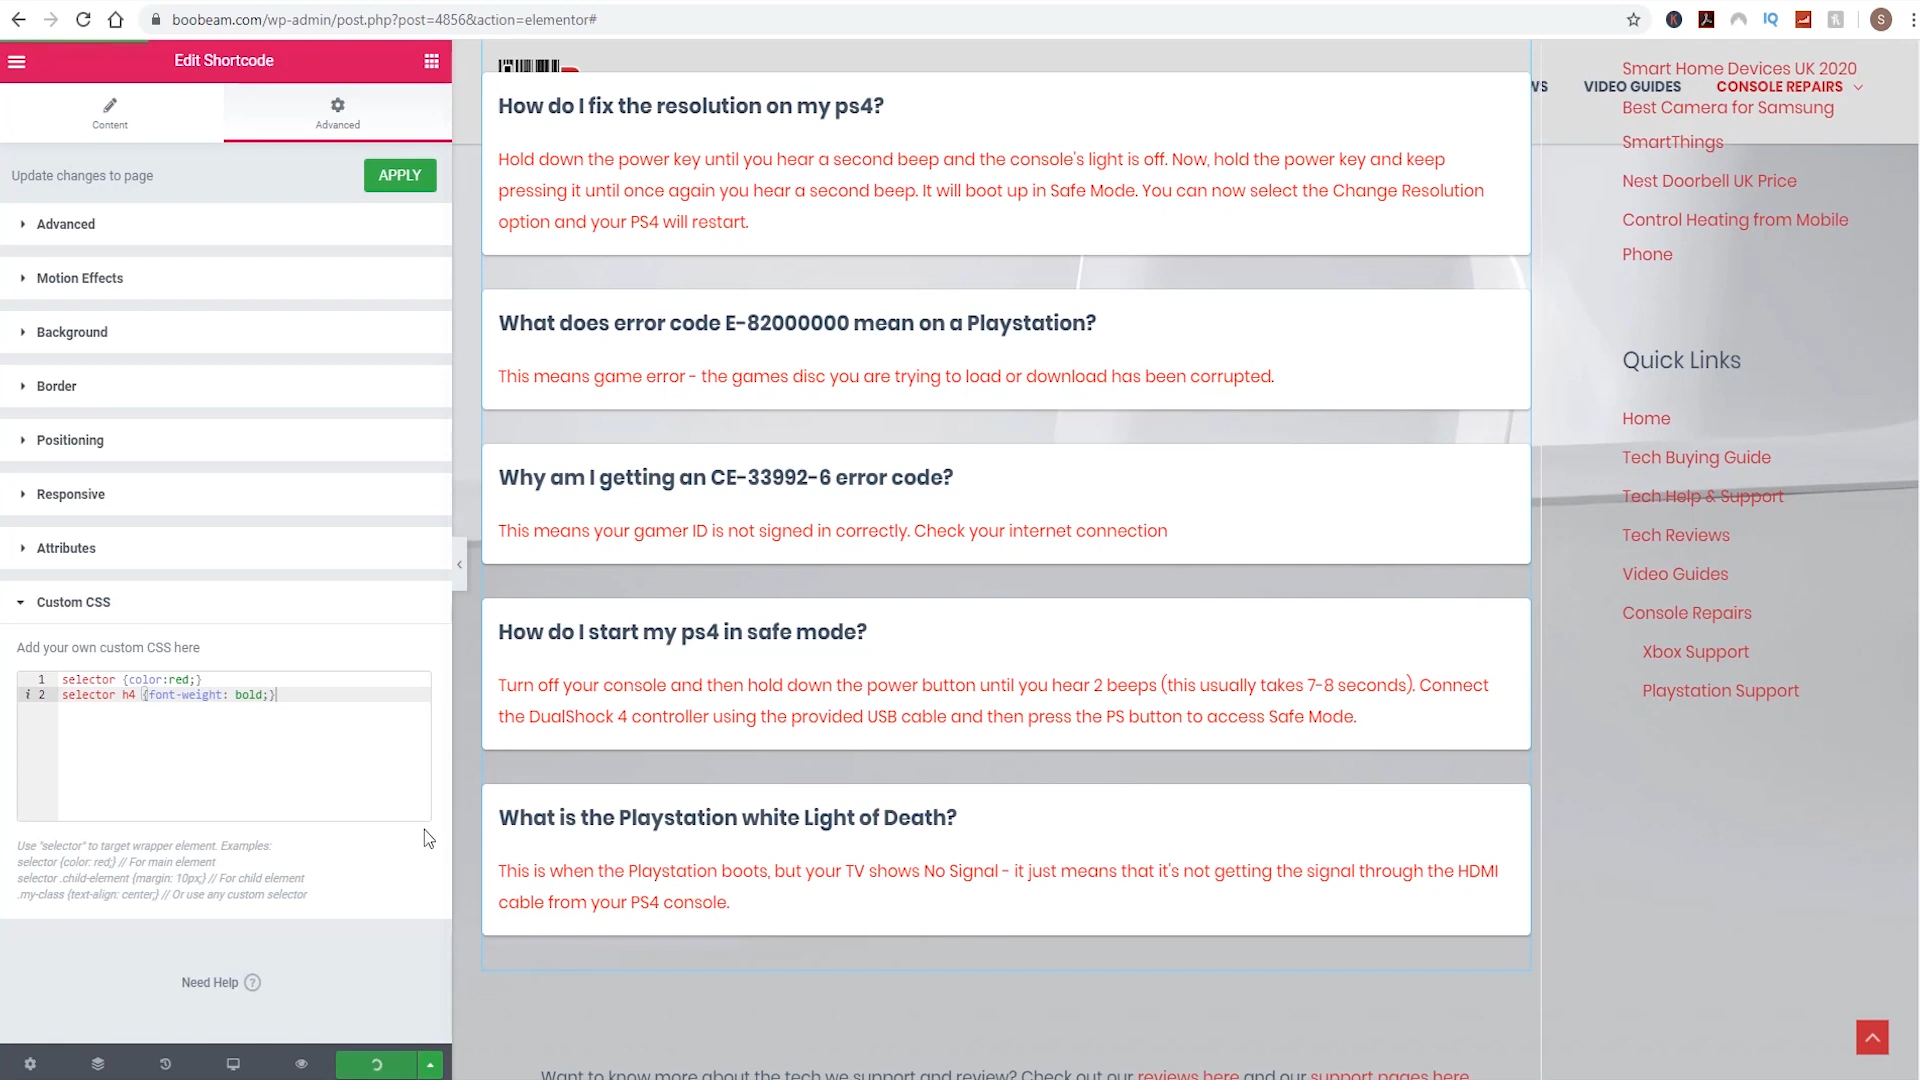 boobeam.com/wp-admin/post.php?post=4856&action=elementor#
IQ
S
Edit Shortcode
Content
Advanced
Update changes to page
APPLY
Advanced
Motion Effects
Background
Border
Positioning
Responsive
Attributes
Custom CSS
Add your own custom CSS here
1 selector {color:red;}
i 2 selector h4 {font-weight: bold;}
Use "selector" to target wrapper element. Examples:
selector {color: red;} // For main element
selector .child-element {margin: 10px;} // For child element
.my-class {text-align: center;} // Or use any custom selector
Need Help ?
VIDEO GUIDES
CONSOLE REPAIRS
How do I fix the resolution on my ps4?
Hold down the power key until you hear a second beep and the console's light is off. Now, hold the power key and keep
pressing it until once again you hear a second beep. It will boot up in Safe Mode. You can now select the Change Resolution
option and your PS4 will restart.
What does error code E-82000000 mean on a Playstation?
This means game error - the games disc you are trying to load or download has been corrupted.
Why am I getting an CE-33992-6 error code?
This means your gamer ID is not signed in correctly. Check your internet connection
How do I start my ps4 in safe mode?
Turn off your console and then hold down the power button until you hear 2 beeps (this usually takes 7-8 seconds). Connect
the DualShock 4 controller using the provided USB cable and then press the PS button to access Safe Mode.
What is the Playstation white Light of Death?
This is when the Playstation boots, but your TV shows No Signal - it just means that it's not getting the signal through the HDMI
cable from your PS4 console.
Want to know more about the tech we support and review? Check out our reviews here and our support pages here
Smart Home Devices UK 2020
Best Camera for Samsung
SmartThings
Nest Doorbell UK Price
Control Heating from Mobile
Phone
Quick Links
Home
Tech Buying Guide
Tech Help & Support
Tech Reviews
Video Guides
Console Repairs
Xbox Support
Playstation Support